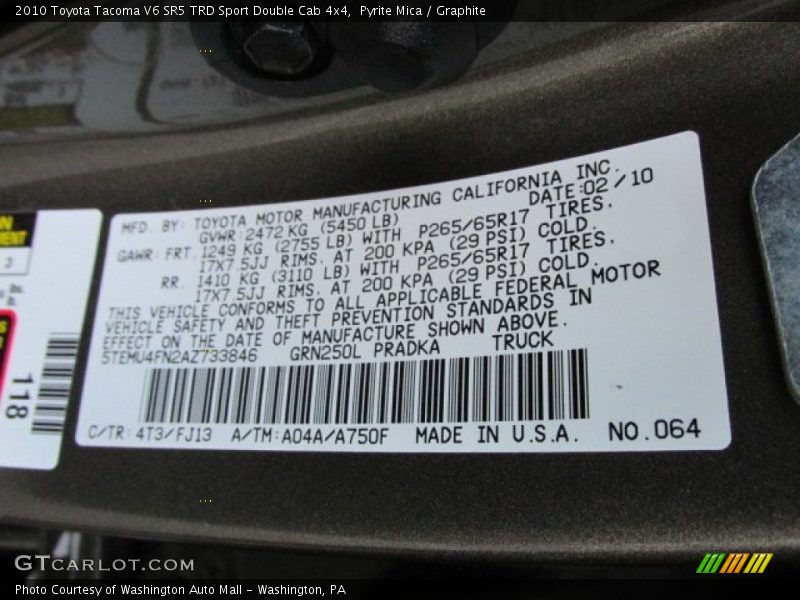 2010 Toyota Tacoma V6 SR5 TRD Sport Double Cab 4x4, Pyrite Mica / Graphite
MFD. BY: TOYOTA MOTOR MANUFACTURING CALIFORNIA INC.
DATE:02/10
GVWR:2472 KG (5450 LB)
GAWR: FRT. 1249 KG (2755 LB) WITH P265/65R17 TIRES,
17X7.5JJ RIMS. AT 200 KPA (29 PSI) COLD.
RR. 1410 KG (3110 LB) WITH P265/65R17 TIRES,
17X7.5JJ RIMS. AT 200 KPA (29 PSI) COLD.
THIS VEHICLE CONFORMS TO ALL APPLICABLE FEDERAL MOTOR
VEHICLE SAFETY AND THEFT PREVENTION STANDARDS IN
EFFECT ON THE DATE OF MANUFACTURE SHOWN ABOVE.
5TEMU4FN2AZ733846 GRN250L PRADKA TRUCK
C/TR: 4T3/FJ13 A/TM: A04A/A750F MADE IN U.S.A. NO.064
118
3
GTCARLOT.COM
Photo Courtesy of Washington Auto Mall - Washington, PA